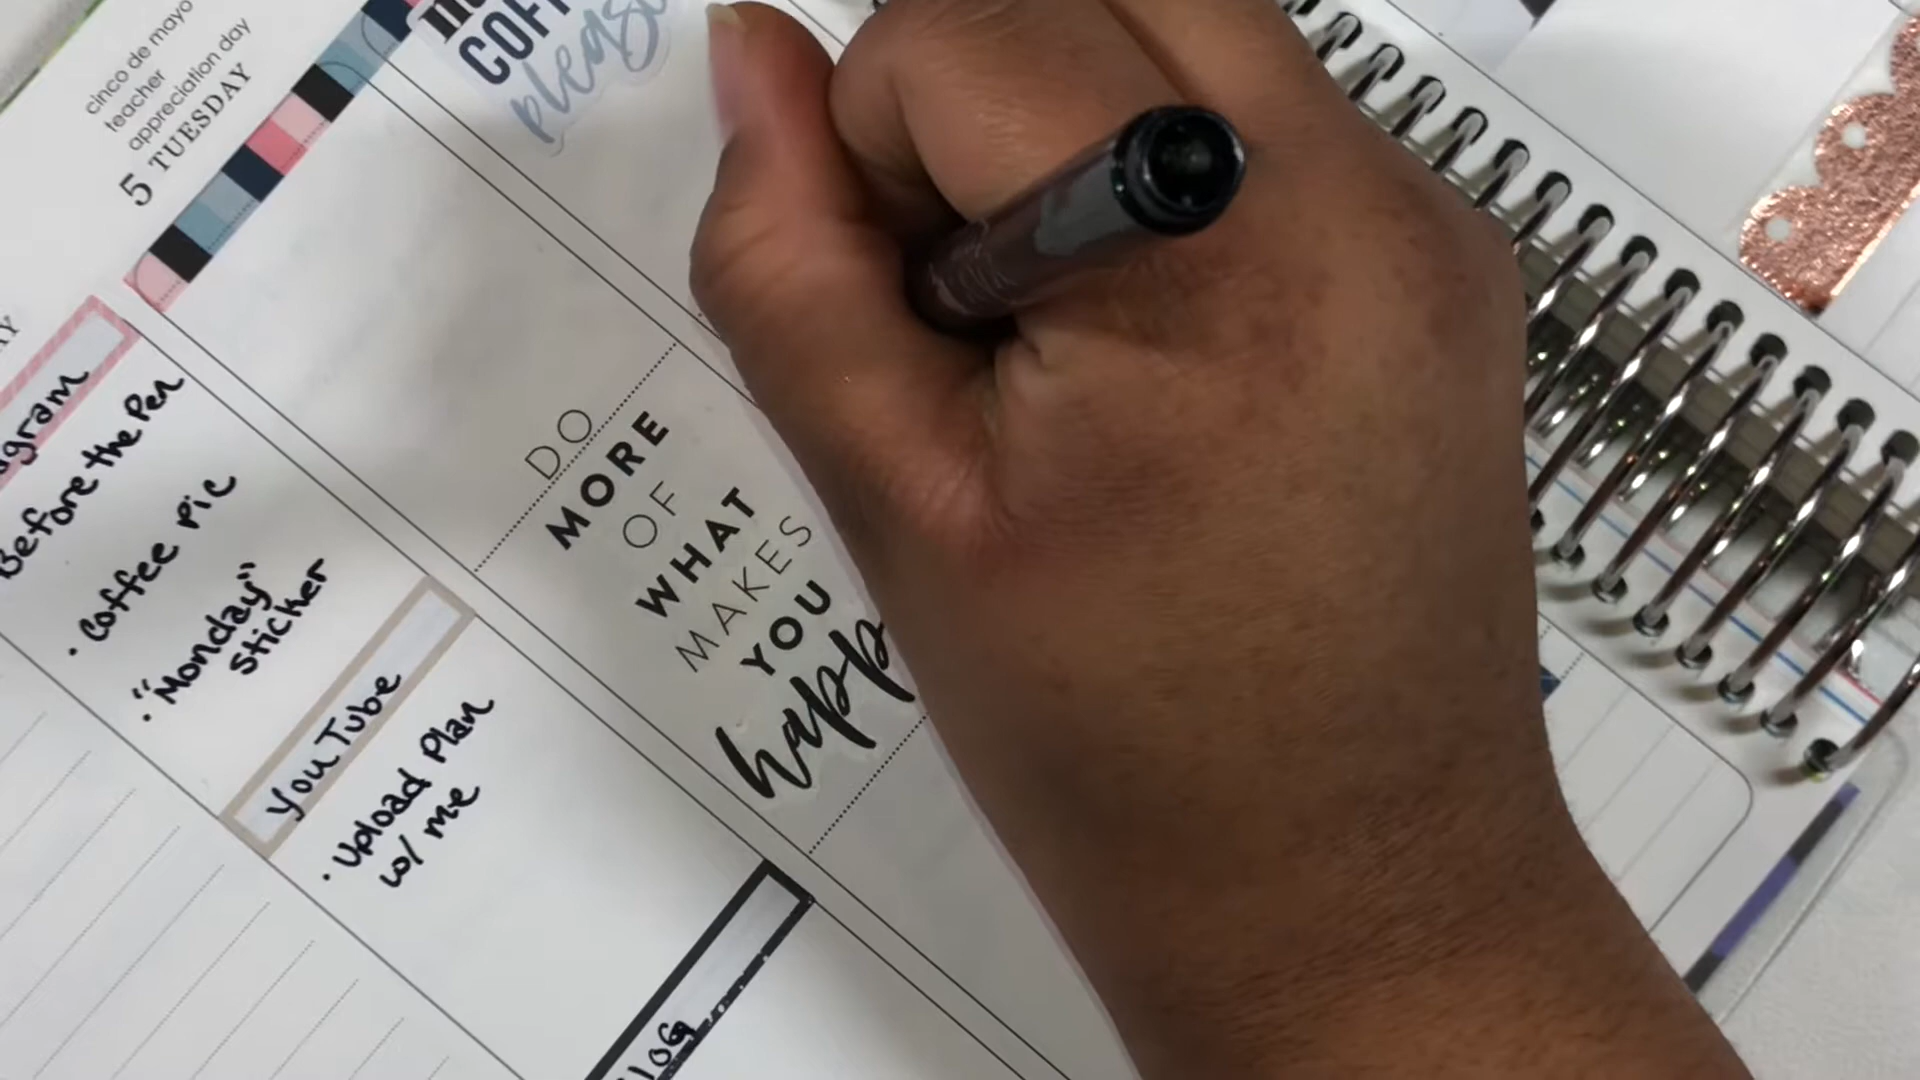 cinco de mayo
teacher
appreciation day
5 TUESDAY
COFF
please
Before the Pen
· Coffee Pic
· "Monday"
sticker
YouTube
· Upload Plan
w/ me
DO
MORE
OF
WHAT
MAKES
YOU
happ